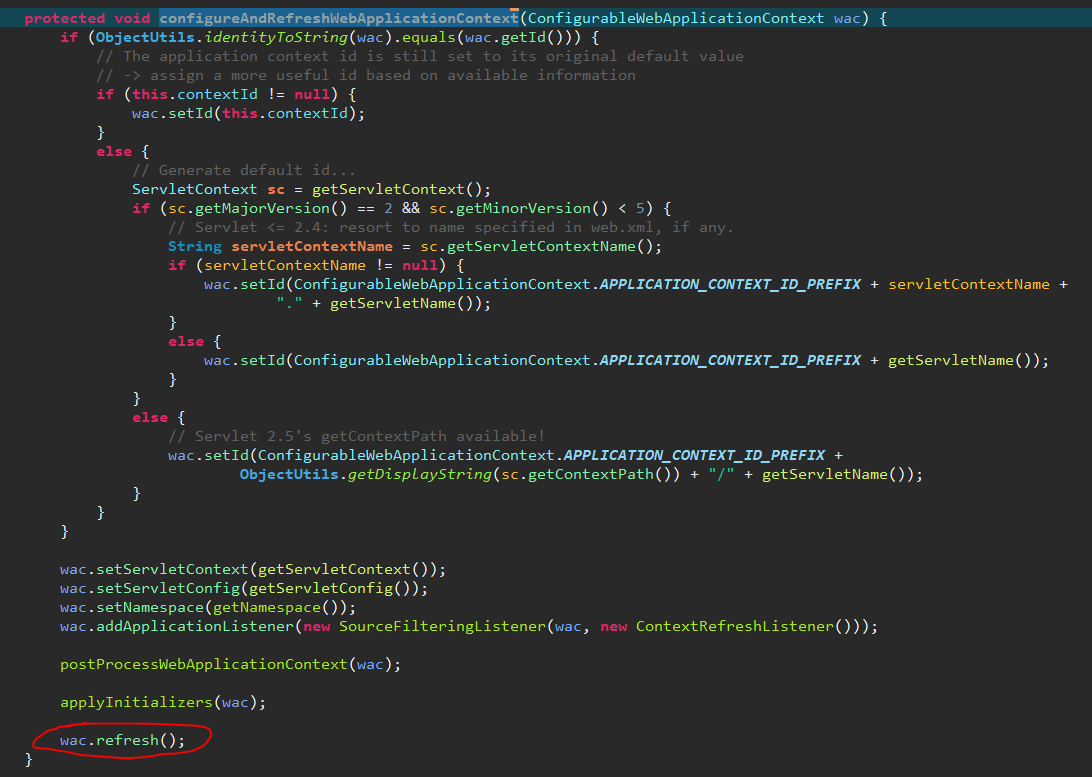 protected void configureAndRefreshWebApplicationContext(ConfigurableWebApplicationContext wac) {
    if (ObjectUtils.identityToString(wac).equals(wac.getId())) {
        // The application context id is still set to its original default value
        // -> assign a more useful id based on available information
        if (this.contextId != null) {
            wac.setId(this.contextId);
        }
        else {
            // Generate default id...
            ServletContext sc = getServletContext();
            if (sc.getMajorVersion() == 2 && sc.getMinorVersion() < 5) {
                // Servlet <= 2.4: resort to name specified in web.xml, if any.
                String servletContextName = sc.getServletContextName();
                if (servletContextName != null) {
                    wac.setId(ConfigurableWebApplicationContext.APPLICATION_CONTEXT_ID_PREFIX + servletContextName +
                            "." + getServletName());
                }
                else {
                    wac.setId(ConfigurableWebApplicationContext.APPLICATION_CONTEXT_ID_PREFIX + getServletName());
                }
            }
            else {
                // Servlet 2.5's getContextPath available!
                wac.setId(ConfigurableWebApplicationContext.APPLICATION_CONTEXT_ID_PREFIX +
                        ObjectUtils.getDisplayString(sc.getContextPath()) + "/" + getServletName());
            }
        }
    }

    wac.setServletContext(getServletContext());
    wac.setServletConfig(getServletConfig());
    wac.setNamespace(getNamespace());
    wac.addApplicationListener(new SourceFilteringListener(wac, new ContextRefreshListener()));

    postProcessWebApplicationContext(wac);

    applyInitializers(wac);

    wac.refresh();
}